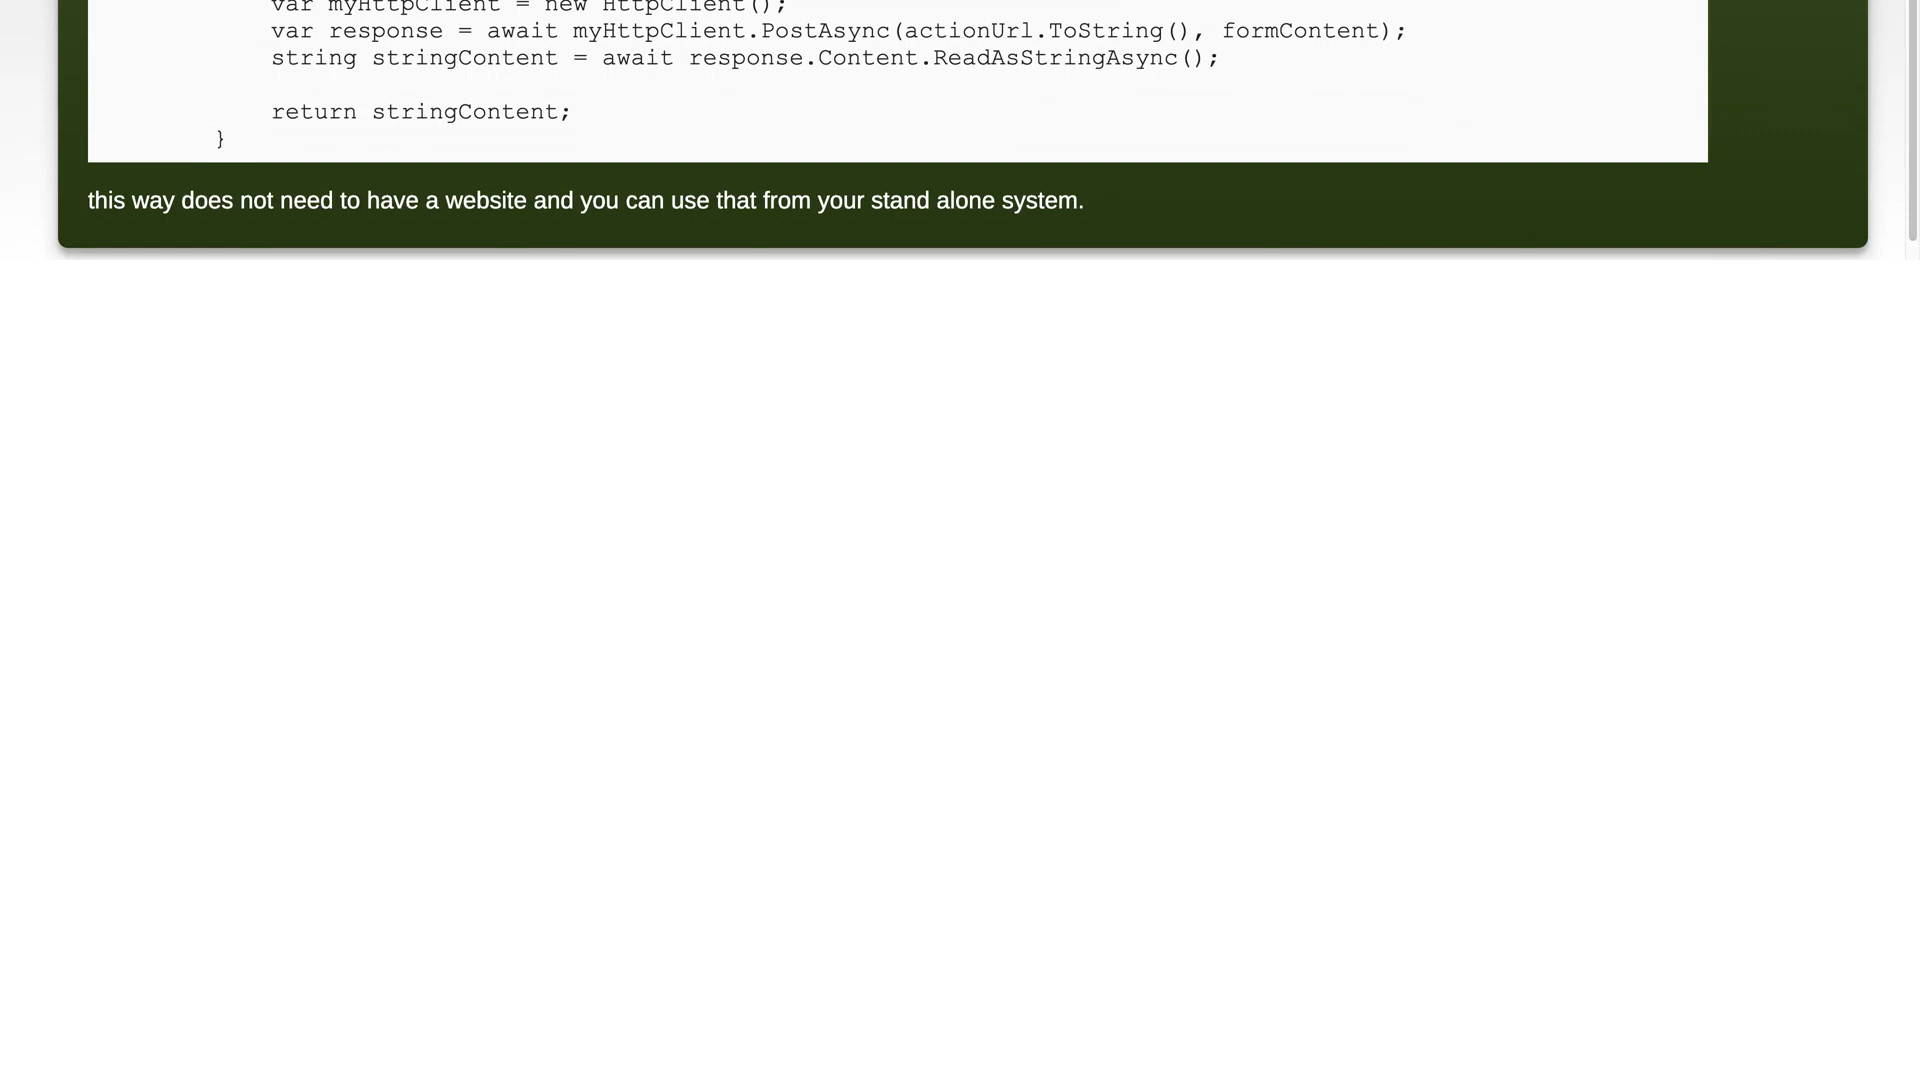 var myHttpClient = new HttpClient();
var response = await myHttpClient.PostAsync(actionUrl.ToString(), formContent);
string stringContent = await response.Content.ReadAsStringAsync();
return stringContent;
}
this way does not need to have a website and you can use that from your stand alone system.